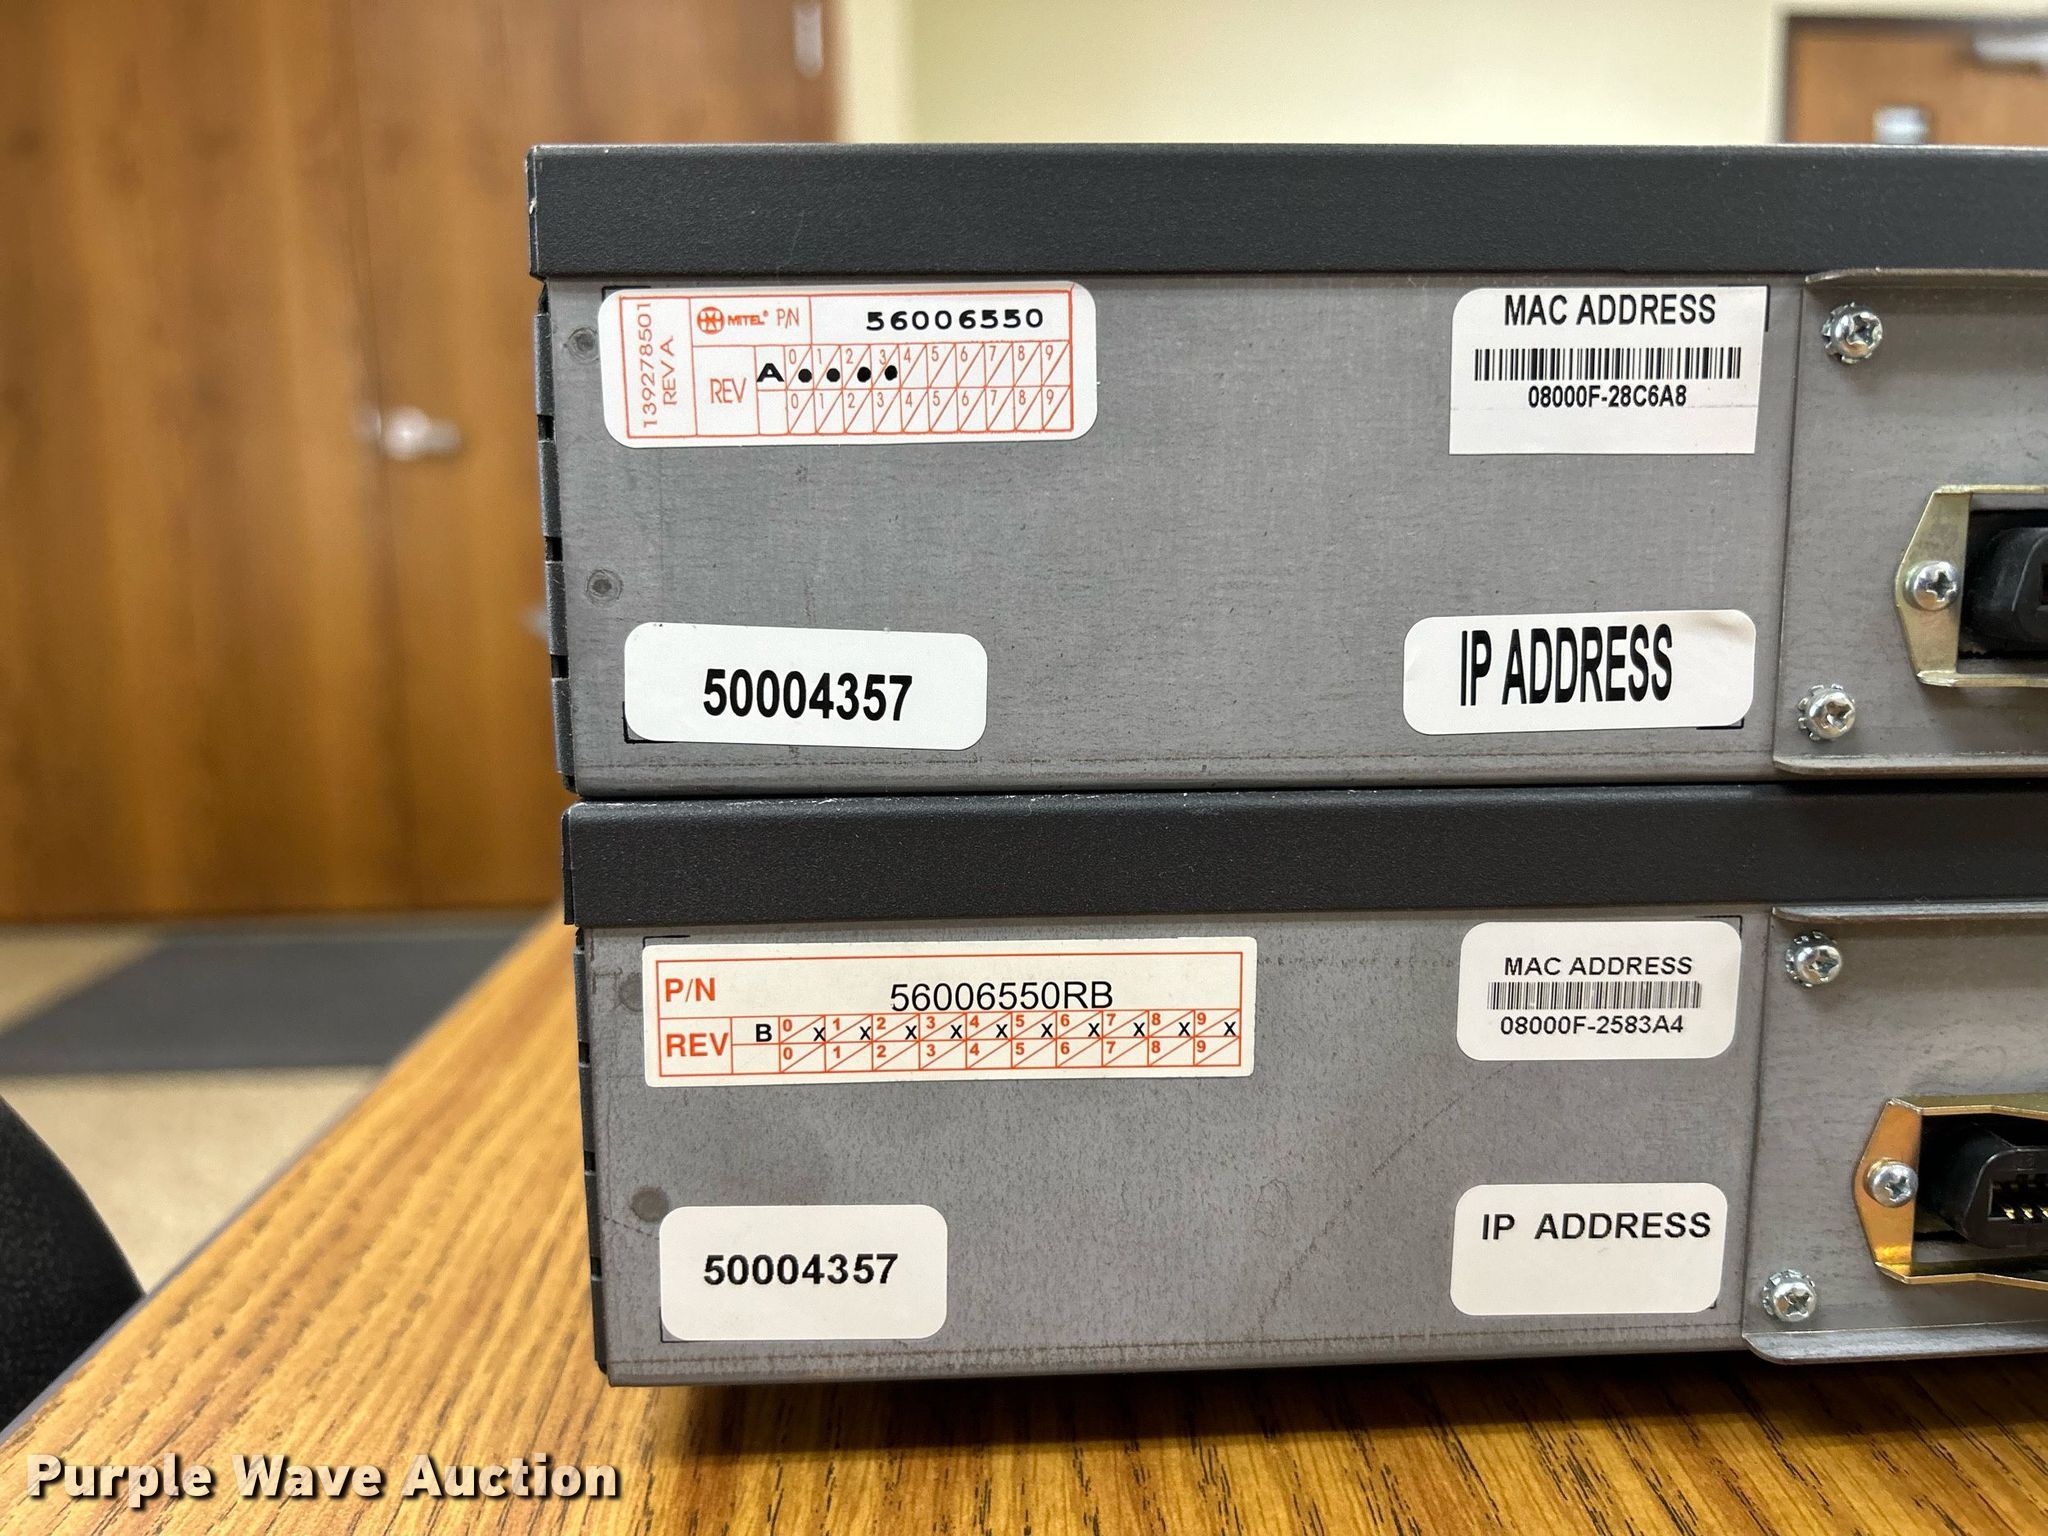 1392778501
REV A
MITEL® P/N 56006550
REV A 0 1 2 3 4 5 6 7 8 9
0 1 2 3 4 5 6 7 8 9
MAC ADDRESS
08000F-28C6A8
50004357
IP ADDRESS
P/N 56006550RB
REV B 0 X 1 X 2 X 3 X 4 X 5 X 6 X 7 X 8 X 9 X
0 1 2 3 4 5 6 7 8 9
MAC ADDRESS
08000F-2583A4
50004357
IP ADDRESS
Purple Wave Auction